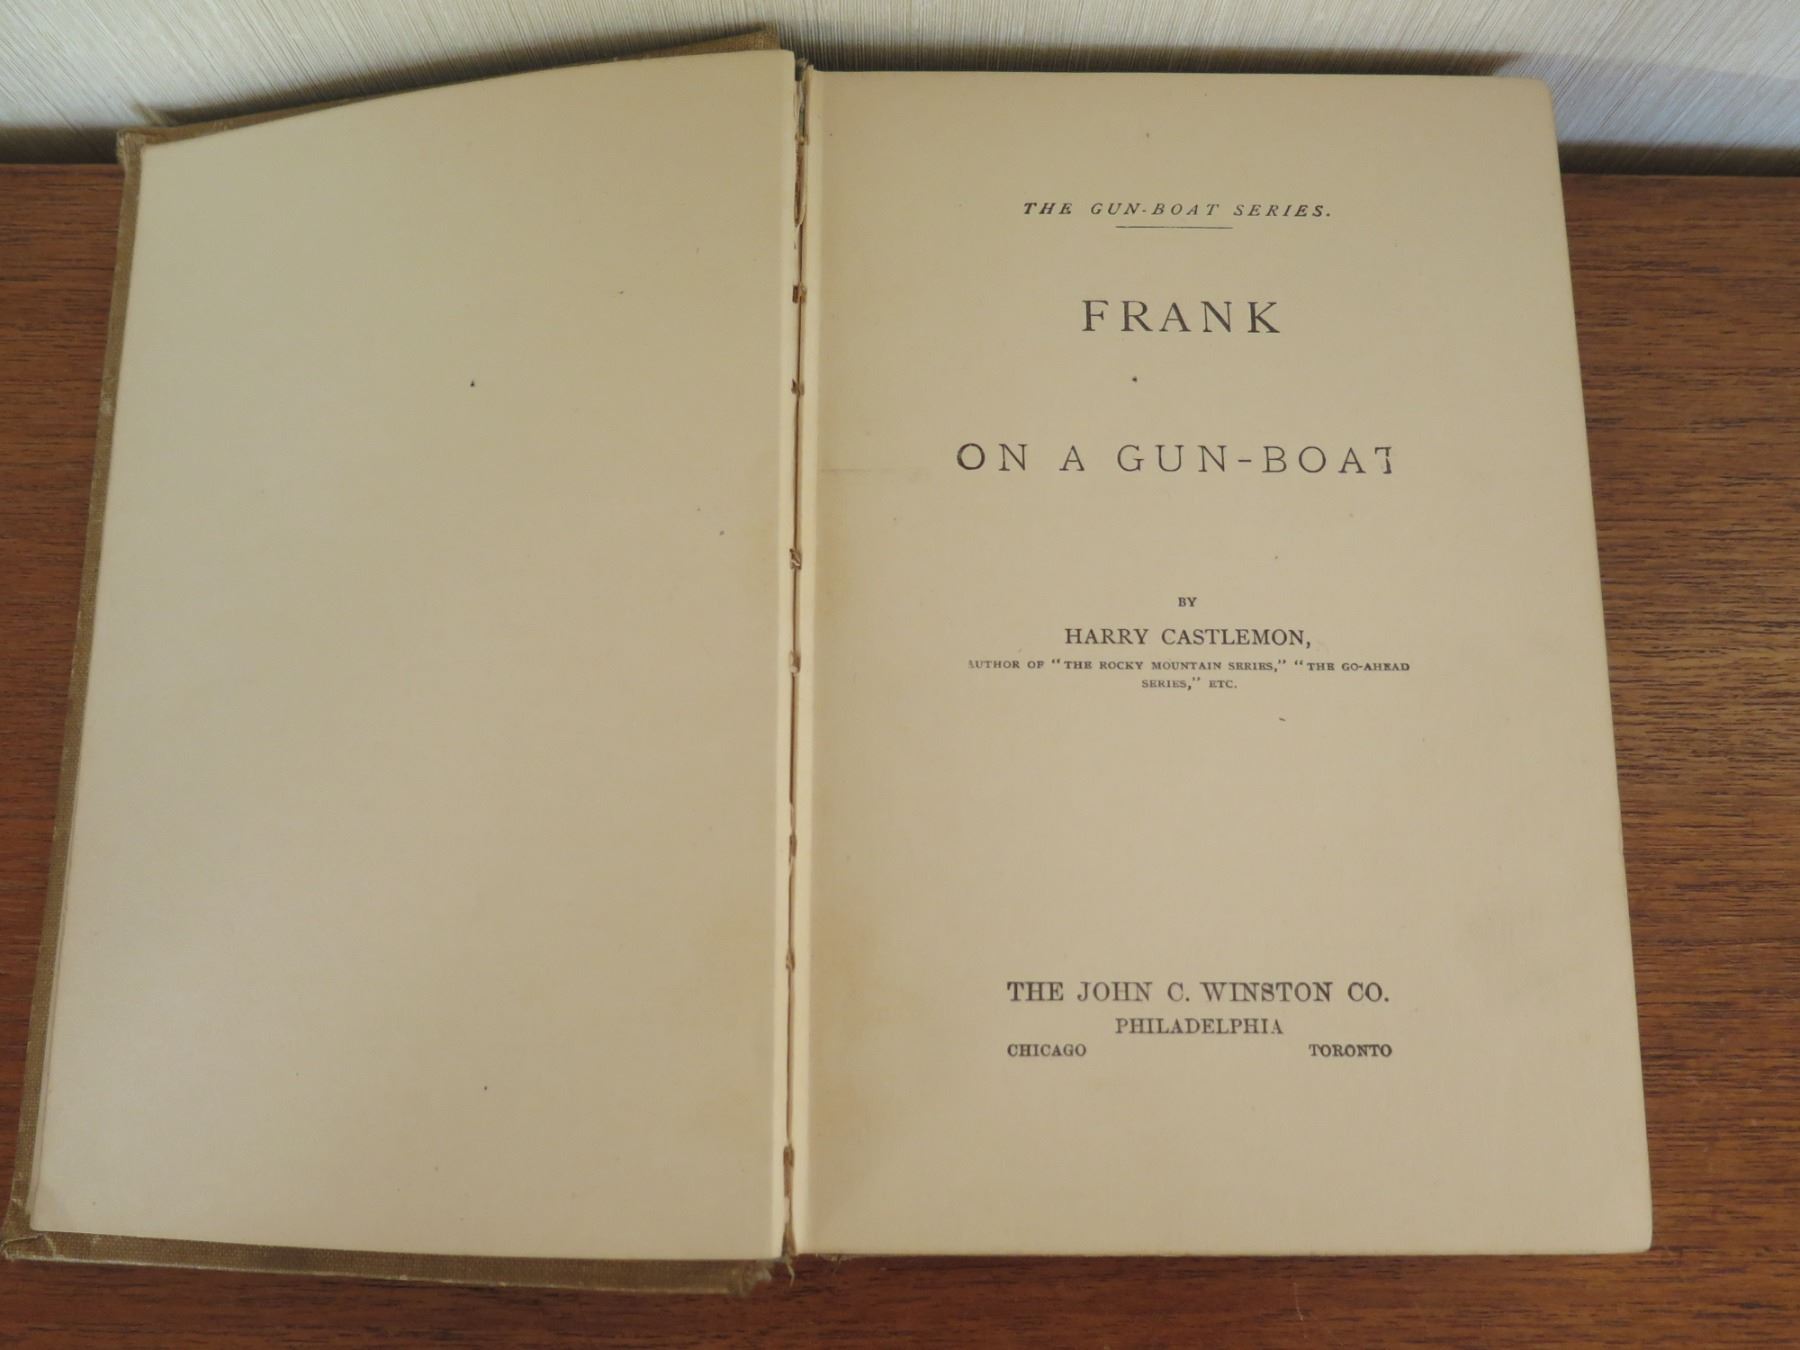 THE GUN-BOAT SERIES.
FRANK
ON A GUN-BOAT
BY
HARRY CASTLEMON,
AUTHOR OF "THE ROCKY MOUNTAIN SERIES," "THE GO-AHEAD
SERIES," ETC.
THE JOHN C. WINSTON CO.
PHILADELPHIA
CHICAGO TORONTO